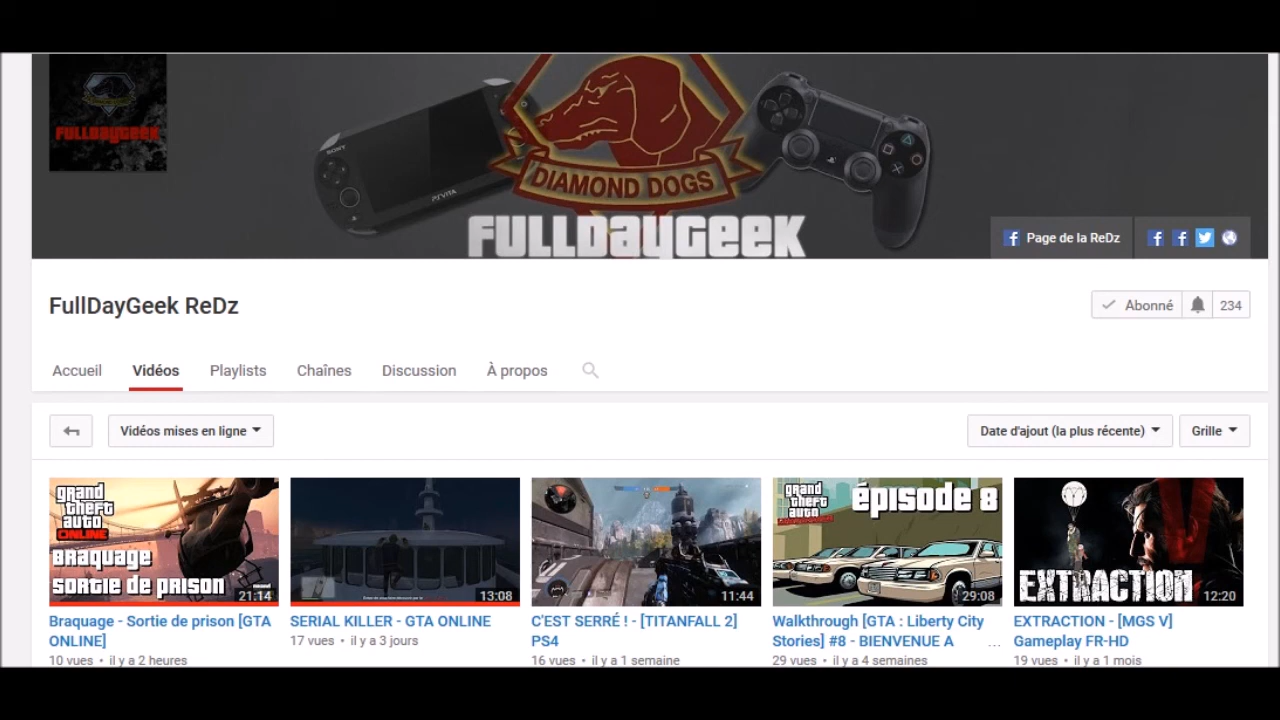 FULLDAYGEEK
SONY
PSVITA
DIAMOND DOGS
FULLDAYGEEK
Page de la ReDz
FullDayGeek ReDz
Abonné
234
Accueil
Vidéos
Playlists
Chaînes
Discussion
À propos
Vidéos mises en ligne
Date d'ajout (la plus récente)
Grille
grand
theft
auto
ONLINE
Braquage
sortie de prison
21:14
13:08
11:44
grand
theft
auto
épisode 8
29:08
EXTRACTION
12:20
Braquage - Sortie de prison [GTA
ONLINE]
10 vues • il y a 2 heures
SERIAL KILLER - GTA ONLINE
17 vues • il y a 3 jours
C'EST SERRÉ ! - [TITANFALL 2]
PS4
16 vues • il y a 1 semaine
Walkthrough [GTA : Liberty City
Stories] #8 - BIENVENUE A ...
29 vues • il y a 4 semaines
EXTRACTION - [MGS V]
Gameplay FR-HD
19 vues • il y a 1 mois